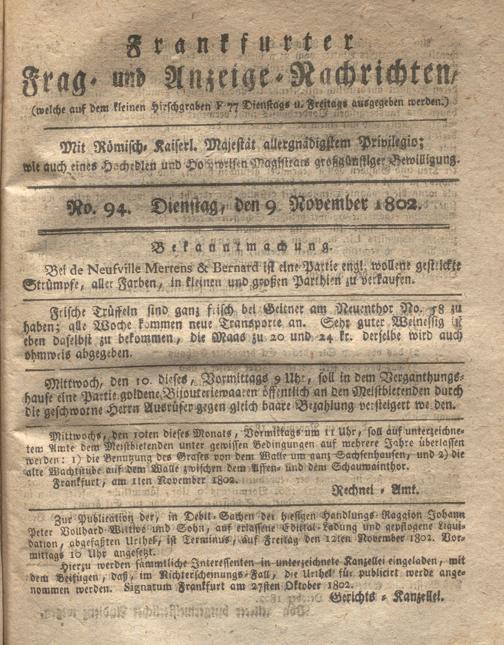 Frankfurter
Frag- und Anzeige-Nachrichten,
(welche auf dem kleinen Hirschgraben F 77 Dienstags u. Freitags ausgegeben werden.)
Mit Römisch-Kaiserl. Majestät allergnädigstem Privilegio;
wie auch eines Hochedlen und Hochweisen Magistrats großgünstiger Bewilligung.
No. 94. Dienstag, den 9 November 1802.
Bekanntmachung.
Bei de Neufville Mertens & Bernard ist eine Partie engl. wollene gestrickte
Strümpfe, aller Farben, in kleinen und großen Parthien zu verkaufen.
Frische Trüffeln sind ganz frisch bei Geitner am Neuenthor No. 58 zu
haben; alle Woche kommen neue Transporte an. Sehr guter Weinessig ist
eben daselbst zu bekommen, die Maas zu 20 und 24 kr. derselbe wird auch
ohmweis abgegeben.
Mittwoch, den 10. dieses, Vormittags 9 Uhr, soll in dem Verganthungs-
hause eine Partie goldene Bijouteriewaaren öffentlich an den Meistbietenden durch
die geschworne Herrn Ausrüfer gegen gleich baare Bezahlung versteigert werden.
Mittwochs, den 10ten dieses Monats, Vormittags um 11 Uhr, soll auf unterzeichne-
tem Amte dem Meistbietenden unter gewissen Bedingungen auf mehrere Jahre überlassen
werden: 1) die Benutzung des Grases von dem Walle um ganz Sachsenhausen, und 2) die
alte Wachtstube auf dem Walle zwischen dem Affen- und dem Schaumainthor.
Frankfurt, am 1ten November 1802.
Rechnei-Amt.
Zur Publication der, in Debit-Sachen der hiesigen Handlungs-Raggion Johann
Peter Vollhard Wittwe und Sohn, auf erlassene Edictal-Ladung und gepflogene Liqui-
dation, abgefaßten Urthel, ist Terminus, auf Freitag den 12ten November 1802. Vor-
mittags 10 Uhr angesetzt.
Hierzu werden sämmtliche Interessenten in unterzeichnete Kanzellei eingeladen, mit
dem Beifügen, daß, im Nichterscheinungs-Fall, die Urthel für publicirt werde ange-
nommen werden. Signatum Frankfurt am 27sten Oktober 1802.
Gerichts-Kanzellei.